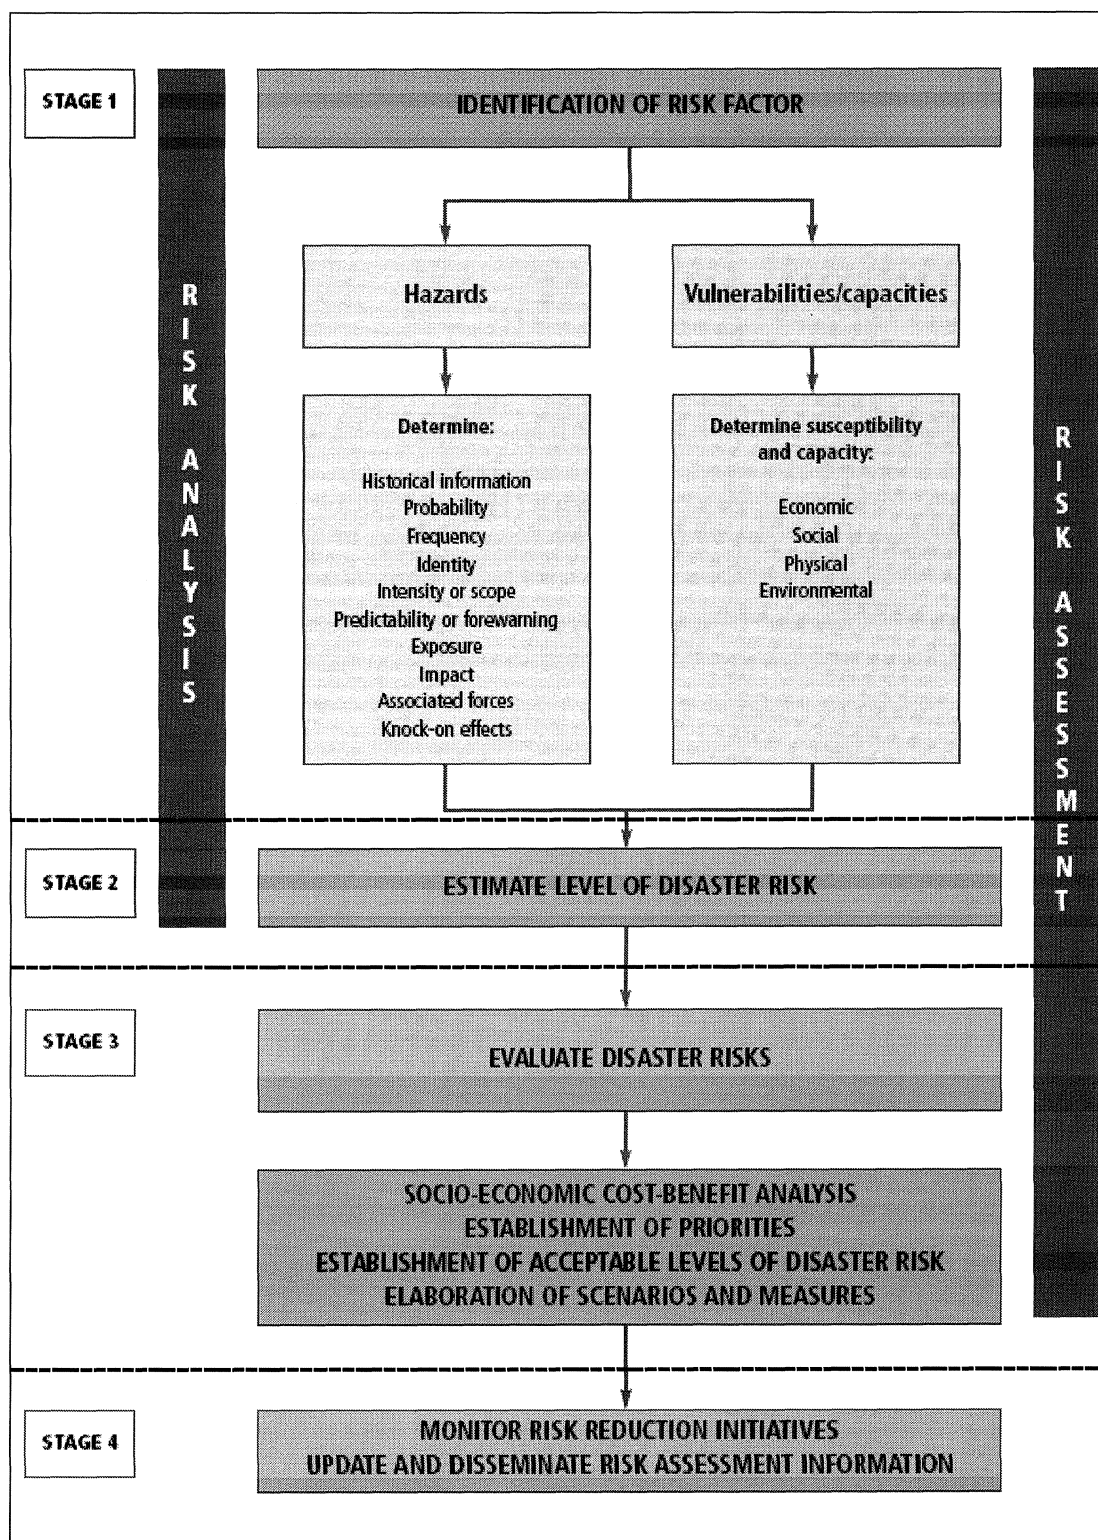 STAGE 1
IDENTIFICATION OF RISK FACTOR
RISK ANALYSIS
RISK ASSESSMENT
Hazards
Vulnerabilities/capacities
Determine:
Historical information
Probability
Frequency
Identity
Intensity or scope
Predictability or forewarning
Exposure
Impact
Associated forces
Knock-on effects
Determine susceptibility
and capacity:
Economic
Social
Physical
Environmental
STAGE 2
ESTIMATE LEVEL OF DISASTER RISK
STAGE 3
EVALUATE DISASTER RISKS
SOCIO-ECONOMIC COST-BENEFIT ANALYSIS
ESTABLISHMENT OF PRIORITIES
ESTABLISHMENT OF ACCEPTABLE LEVELS OF DISASTER RISK
ELABORATION OF SCENARIOS AND MEASURES
STAGE 4
MONITOR RISK REDUCTION INITIATIVES
UPDATE AND DISSEMINATE RISK ASSESSMENT INFORMATION